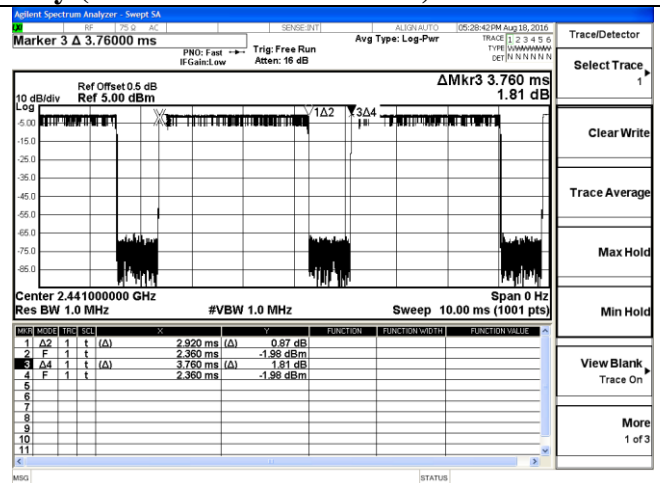 Agilent Spectrum Analyzer - Swept SA
RF 75 Ω AC SENSE:INT ALIGN AUTO 05:28:42 PM Aug 18, 2016
Marker 3 Δ 3.76000 ms
Avg Type: Log-Pwr
TRACE 1 2 3 4 5 6
TYPE WWWWWW
DET N N N N N N
PNO: Fast
IFGain:Low
Trig: Free Run
Atten: 16 dB
Trace/Detector
Select Trace
1
Clear Write
Trace Average
Max Hold
Min Hold
View Blank
Trace On
More
1 of 3
ΔMkr3 3.760 ms
1.81 dB
Ref Offset 0.5 dB
10 dB/div Ref 5.00 dBm
Log
1Δ2
3Δ4
-5.00
-15.0
-25.0
-35.0
-45.0
-55.0
-65.0
-75.0
-85.0
Center 2.441000000 GHz Span 0 Hz
Res BW 1.0 MHz #VBW 1.0 MHz Sweep 10.00 ms (1001 pts)
MKR MODE TRC SCL X Y FUNCTION FUNCTION WIDTH FUNCTION VALUE
1 Δ2 1 t (Δ) 2.920 ms (Δ) 0.87 dB
2 F 1 t 2.360 ms -1.98 dBm
3 Δ4 1 t (Δ) 3.760 ms (Δ) 1.81 dB
4 F 1 t 2.360 ms -1.98 dBm
5
6
7
8
9
10
11
MSG STATUS